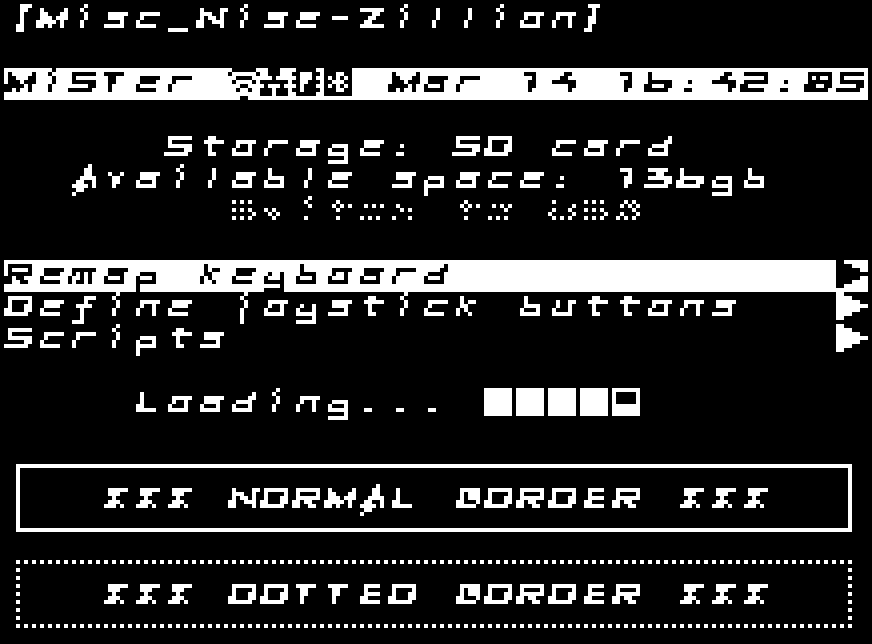 [Misc_Nise-Zillion]
MiSTer Mar 14 16:42:05
Storage: SD card
Available space: 136gb
Remap keyboard
Define joystick buttons
Scripts
Loading...
*** NORMAL BORDER ***
*** DOTTED BORDER ***